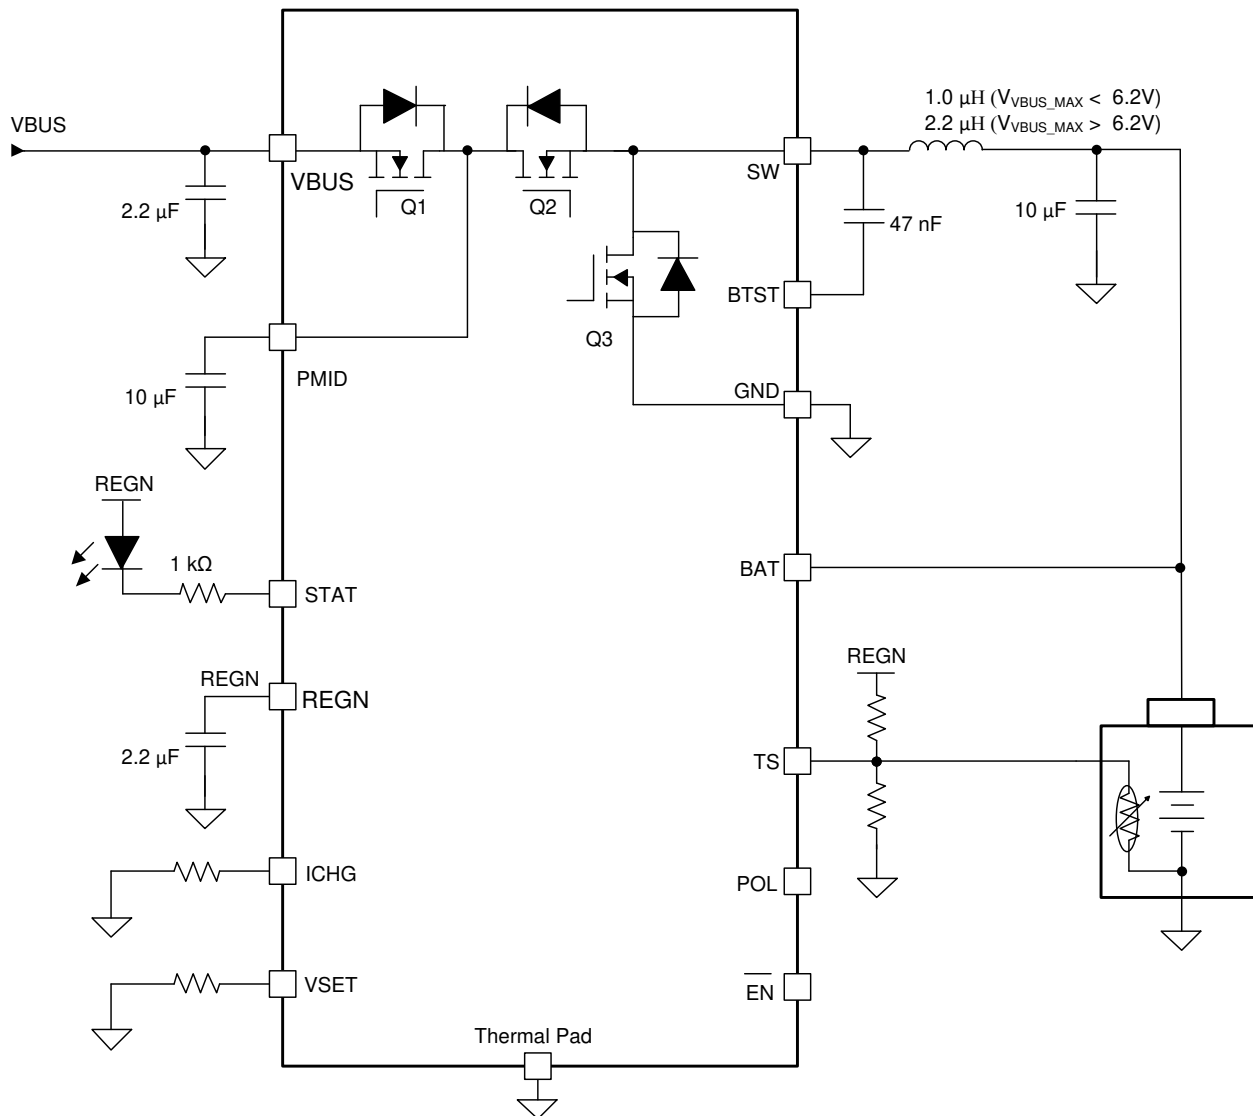 1.0 µH (VVBUS_MAX < 6.2V)
2.2 µH (VVBUS_MAX > 6.2V)
VBUS
VBUS
Q1
Q2
SW
2.2 µF
47 nF
10 µF
BTST
Q3
PMID
10 µF
GND
REGN
1 kΩ
STAT
BAT
REGN
REGN
REGN
2.2 µF
TS
ICHG
POL
VSET
EN
Thermal Pad